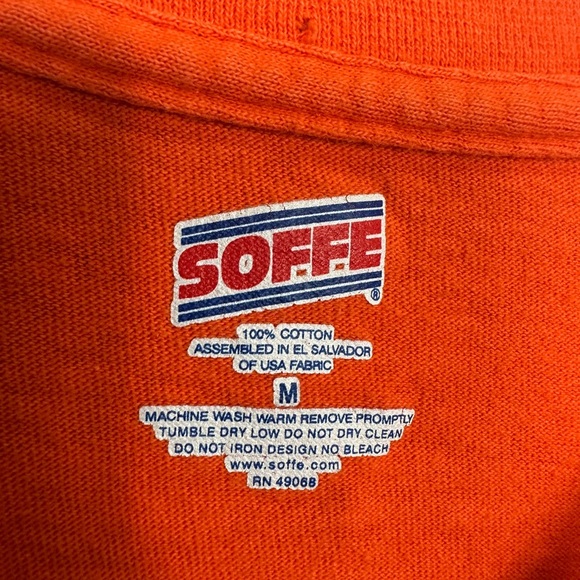 SOFFE
®
100% COTTON
ASSEMBLED IN EL SALVADOR
OF USA FABRIC
M
MACHINE WASH WARM REMOVE PROMPTLY
TUMBLE DRY LOW DO NOT DRY CLEAN
DO NOT IRON DESIGN NO BLEACH
www.soffe.com
RN 49068